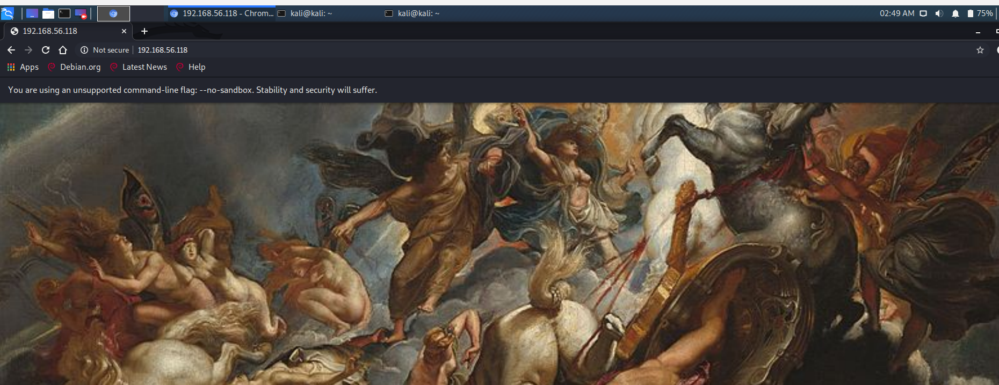 192.168.56.118 - Chrom... kali@kali: ~ kali@kali: ~ 02:49 AM 75%
192.168.56.118
Not secure 192.168.56.118
Apps Debian.org Latest News Help
You are using an unsupported command-line flag: --no-sandbox. Stability and security will suffer.